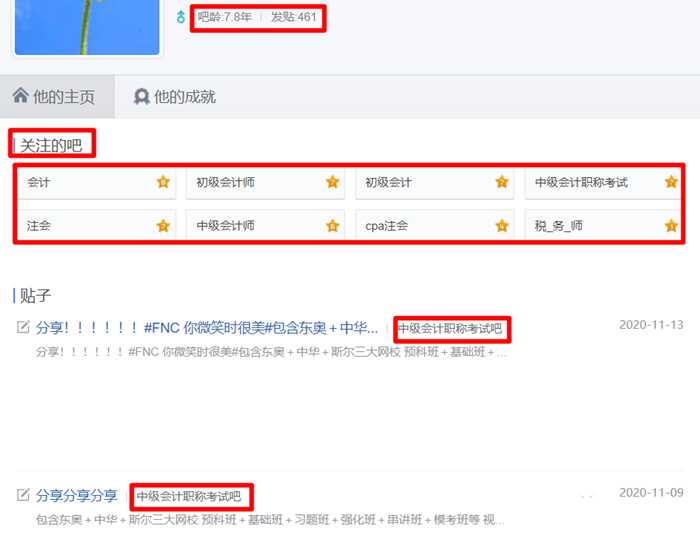 吧龄:7.8年 | 发贴:461
他的主页 他的成就
关注的吧
会计 初级会计师 初级会计 中级会计职称考试
注会 中级会计师 cpa注会 税_务_师
贴子
分享！！！！！！#FNC 你微笑时很美#包含东奥＋中华... | 中级会计职称考试吧 2020-11-13
分享！！！！！！#FNC 你微笑时很美#包含东奥＋中华＋斯尔三大网校 预科班＋基础班＋...
分享分享分享 | 中级会计职称考试吧 2020-11-09
包含东奥＋中华＋斯尔三大网校 预科班＋基础班＋习题班＋强化班＋串讲班＋模考班等 视...